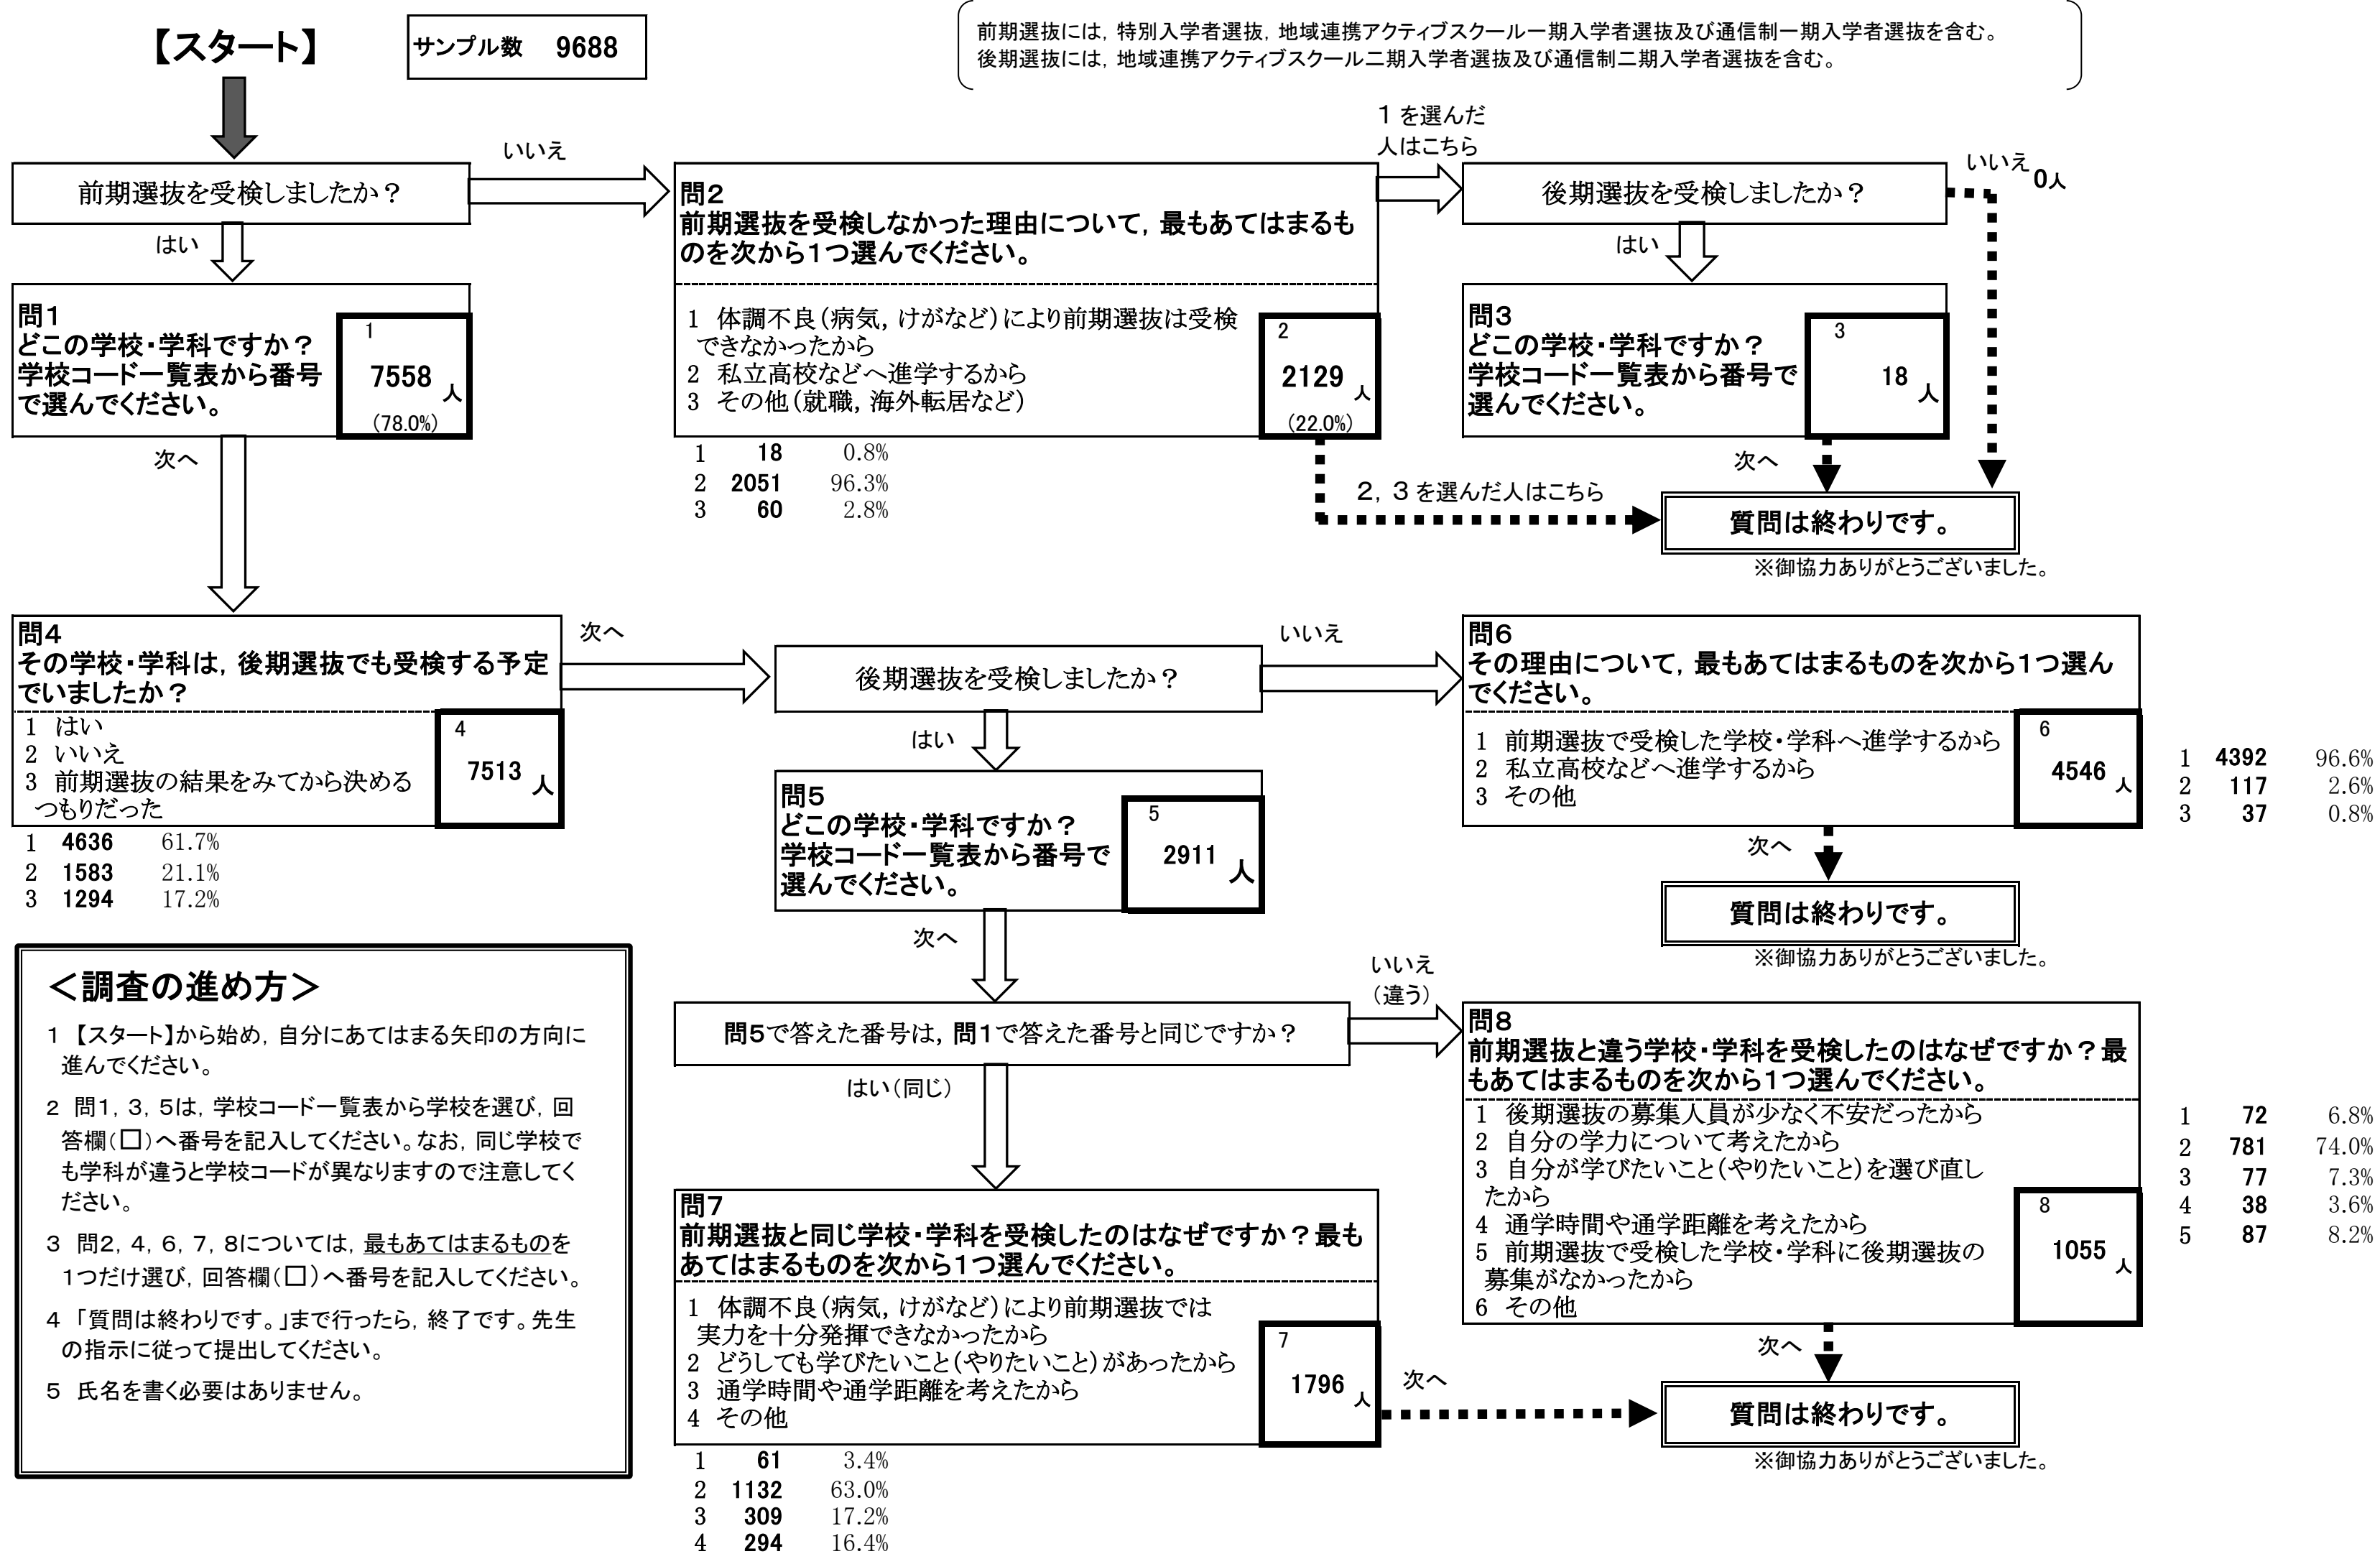 【スタート】
サンプル数 9688
前期選抜には，特別入学者選抜，地域連携アクティブスクール一期入学者選抜及び通信制一期入学者選抜を含む。
後期選抜には，地域連携アクティブスクール二期入学者選抜及び通信制二期入学者選抜を含む。
前期選抜を受検しましたか？
いいえ
はい
問1
どこの学校・学科ですか？
学校コード一覧表から番号
で選んでください。
1
7558 人
(78.0%)
次へ
問2
前期選抜を受検しなかった理由について，最もあてはまるも
のを次から1つ選んでください。
1 体調不良（病気，けがなど）により前期選抜は受検
できなかったから
2 私立高校などへ進学するから
3 その他（就職，海外転居など）
2
2129 人
(22.0%)
1 18 0.8%
2 2051 96.3%
3 60 2.8%
1 を選んだ
人はこちら
後期選抜を受検しましたか？
いいえ 0人
はい
問3
どこの学校・学科ですか？
学校コード一覧表から番号で
選んでください。
3
18 人
次へ
2，3 を選んだ人はこちら
質問は終わりです。
※御協力ありがとうございました。
問4
その学校・学科は，後期選抜でも受検する予定
でいましたか？
1 はい
2 いいえ
3 前期選抜の結果をみてから決める
つもりだった
4
7513 人
1 4636 61.7%
2 1583 21.1%
3 1294 17.2%
次へ
後期選抜を受検しましたか？
いいえ
はい
問5
どこの学校・学科ですか？
学校コード一覧表から番号で
選んでください。
5
2911 人
次へ
問6
その理由について，最もあてはまるものを次から1つ選ん
でください。
1 前期選抜で受検した学校・学科へ進学するから
2 私立高校などへ進学するから
3 その他
6
4546 人
1 4392 96.6%
2 117 2.6%
3 37 0.8%
次へ
質問は終わりです。
※御協力ありがとうございました。
＜調査の進め方＞
1 【スタート】から始め，自分にあてはまる矢印の方向に
進んでください。
2 問1，3，5は，学校コード一覧表から学校を選び，回
答欄（□）へ番号を記入してください。なお，同じ学校で
も学科が違うと学校コードが異なりますので注意してく
ださい。
3 問2，4，6，7，8については，最もあてはまるものを
1つだけ選び，回答欄（□）へ番号を記入してください。
4 「質問は終わりです。」まで行ったら，終了です。先生
の指示に従って提出してください。
5 氏名を書く必要はありません。
問5で答えた番号は，問1で答えた番号と同じですか？
いいえ
（違う）
はい（同じ）
問7
前期選抜と同じ学校・学科を受検したのはなぜですか？最も
あてはまるものを次から1つ選んでください。
1 体調不良（病気，けがなど）により前期選抜では
実力を十分発揮できなかったから
2 どうしても学びたいこと（やりたいこと）があったから
3 通学時間や通学距離を考えたから
4 その他
7
1796 人
1 61 3.4%
2 1132 63.0%
3 309 17.2%
4 294 16.4%
次へ
問8
前期選抜と違う学校・学科を受検したのはなぜですか？最
もあてはまるものを次から1つ選んでください。
1 後期選抜の募集人員が少なく不安だったから
2 自分の学力について考えたから
3 自分が学びたいこと（やりたいこと）を選び直し
たから
4 通学時間や通学距離を考えたから
5 前期選抜で受検した学校・学科に後期選抜の
募集がなかったから
6 その他
8
1055 人
1 72 6.8%
2 781 74.0%
3 77 7.3%
4 38 3.6%
5 87 8.2%
次へ
質問は終わりです。
※御協力ありがとうございました。